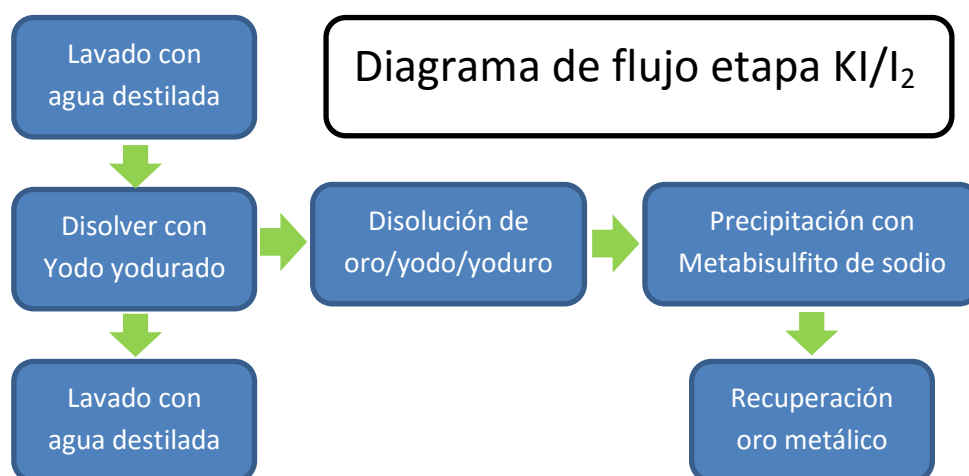 Lavado con
agua destilada
Diagrama de flujo etapa KI/I₂
Disolver con
Yodo yodurado
Disolución de
oro/yodo/yoduro
Precipitación con
Metabisulfito de sodio
Lavado con
agua destilada
Recuperación
oro metálico